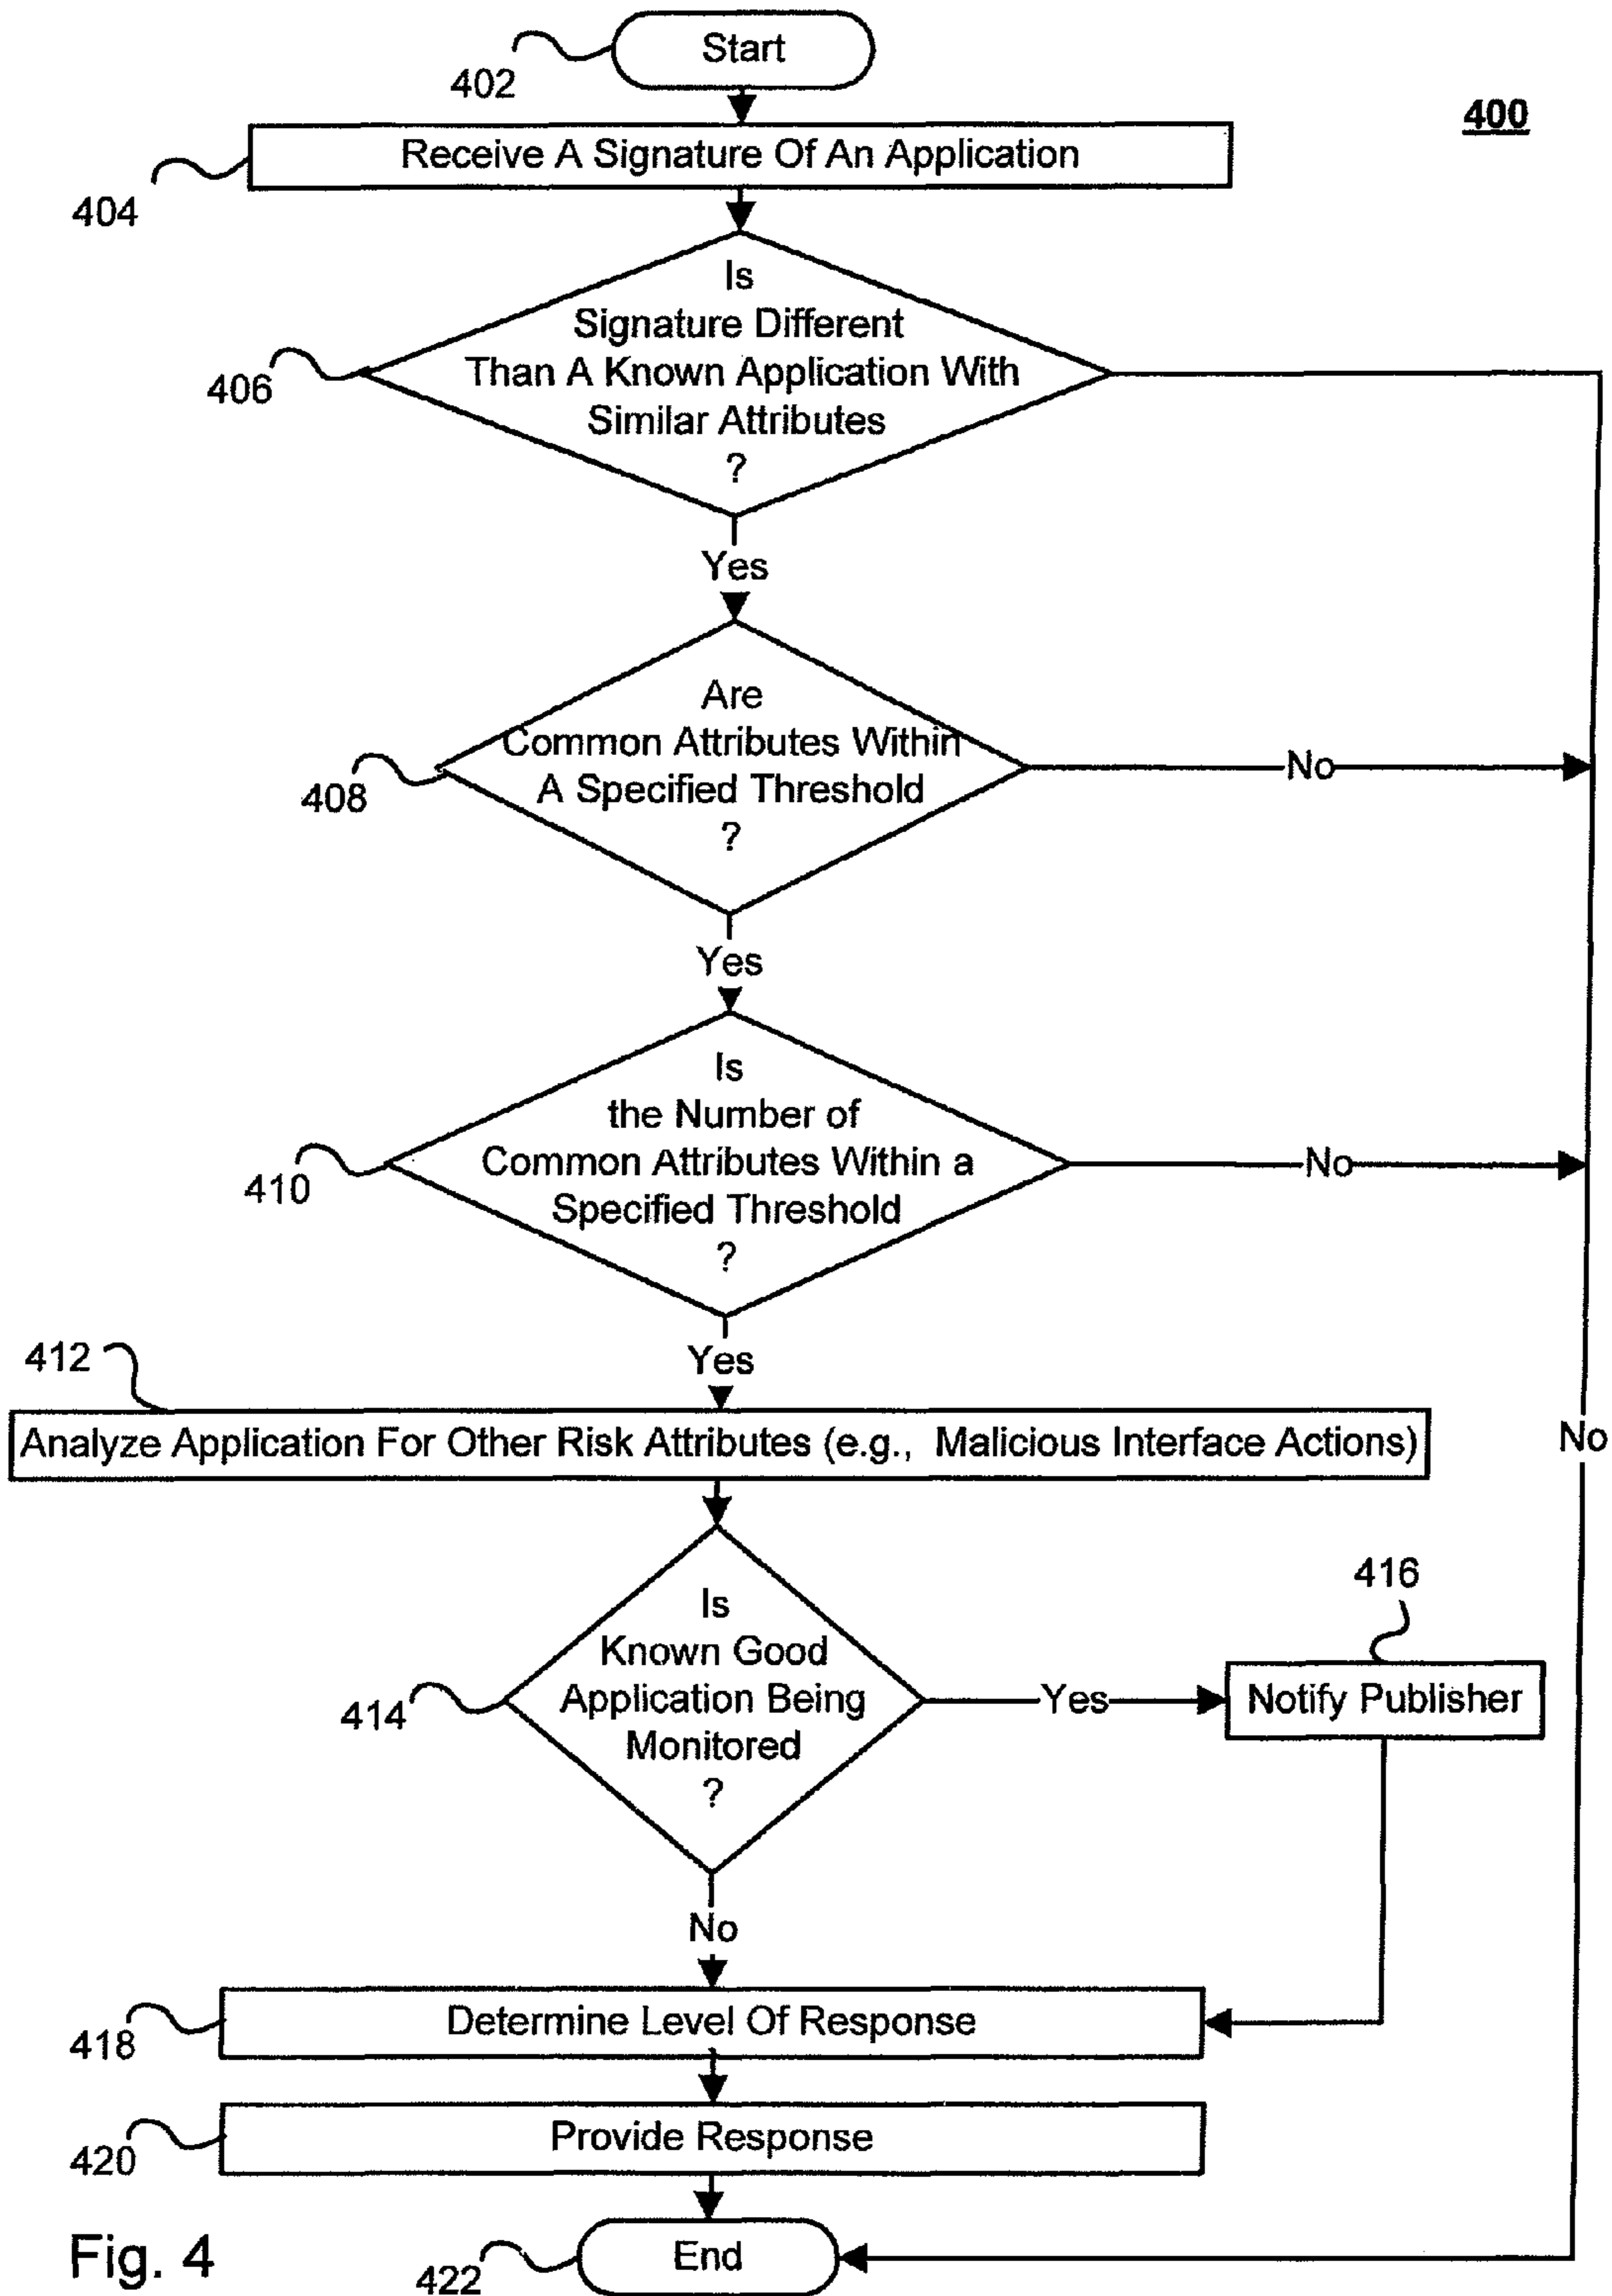 Start
402
400
Receive A Signature Of An Application
404
Is
Signature Different
Than A Known Application With
Similar Attributes
?
406
Yes
Are
Common Attributes Within
A Specified Threshold
?
408
No
Yes
Is
the Number of
Common Attributes Within a
Specified Threshold
?
410
No
Yes
412
Analyze Application For Other Risk Attributes (e.g., Malicious Interface Actions)
No
Is
Known Good
Application Being
Monitored
?
414
Yes
416
Notify Publisher
No
Determine Level Of Response
418
Provide Response
420
End
422
Fig. 4